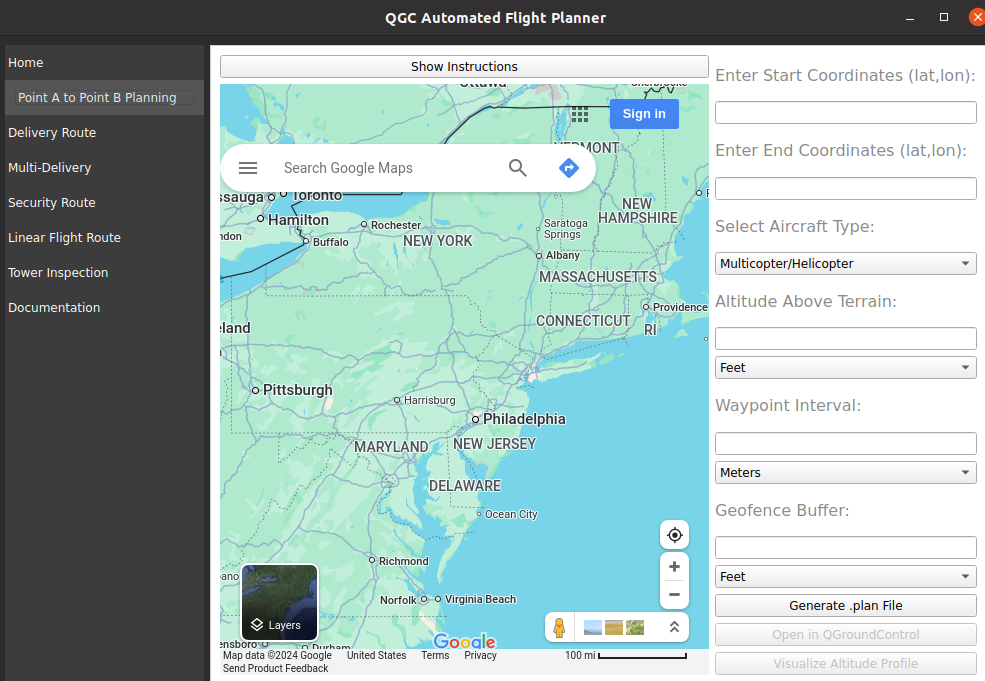 QGC Automated Flight Planner
Home
Point A to Point B Planning
Delivery Route
Multi-Delivery
Security Route
Linear Flight Route
Tower Inspection
Documentation
Show Instructions
Ottawa
Sherbrooke
Sign in
VERMONT
Search Google Maps
ssauga
Toronto
Hamilton
Rochester
NEW
HAMPSHIRE
ndon
Buffalo
NEW YORK
Saratoga
Springs
Albany
MASSACHUSETTS
Providence
CONNECTICUT
RI
eland
Pittsburgh
Harrisburg
Philadelphia
MARYLAND
NEW JERSEY
DELAWARE
Ocean City
Richmond
ano
Norfolk
Virginia Beach
Layers
ensboro
Durham
Google
Map data ©2024 Google
United States
Terms
Privacy
100 mi
Send Product Feedback
Enter Start Coordinates (lat,lon):
Enter End Coordinates (lat,lon):
Select Aircraft Type:
Multicopter/Helicopter
Altitude Above Terrain:
Feet
Waypoint Interval:
Meters
Geofence Buffer:
Feet
Generate .plan File
Open in QGroundControl
Visualize Altitude Profile